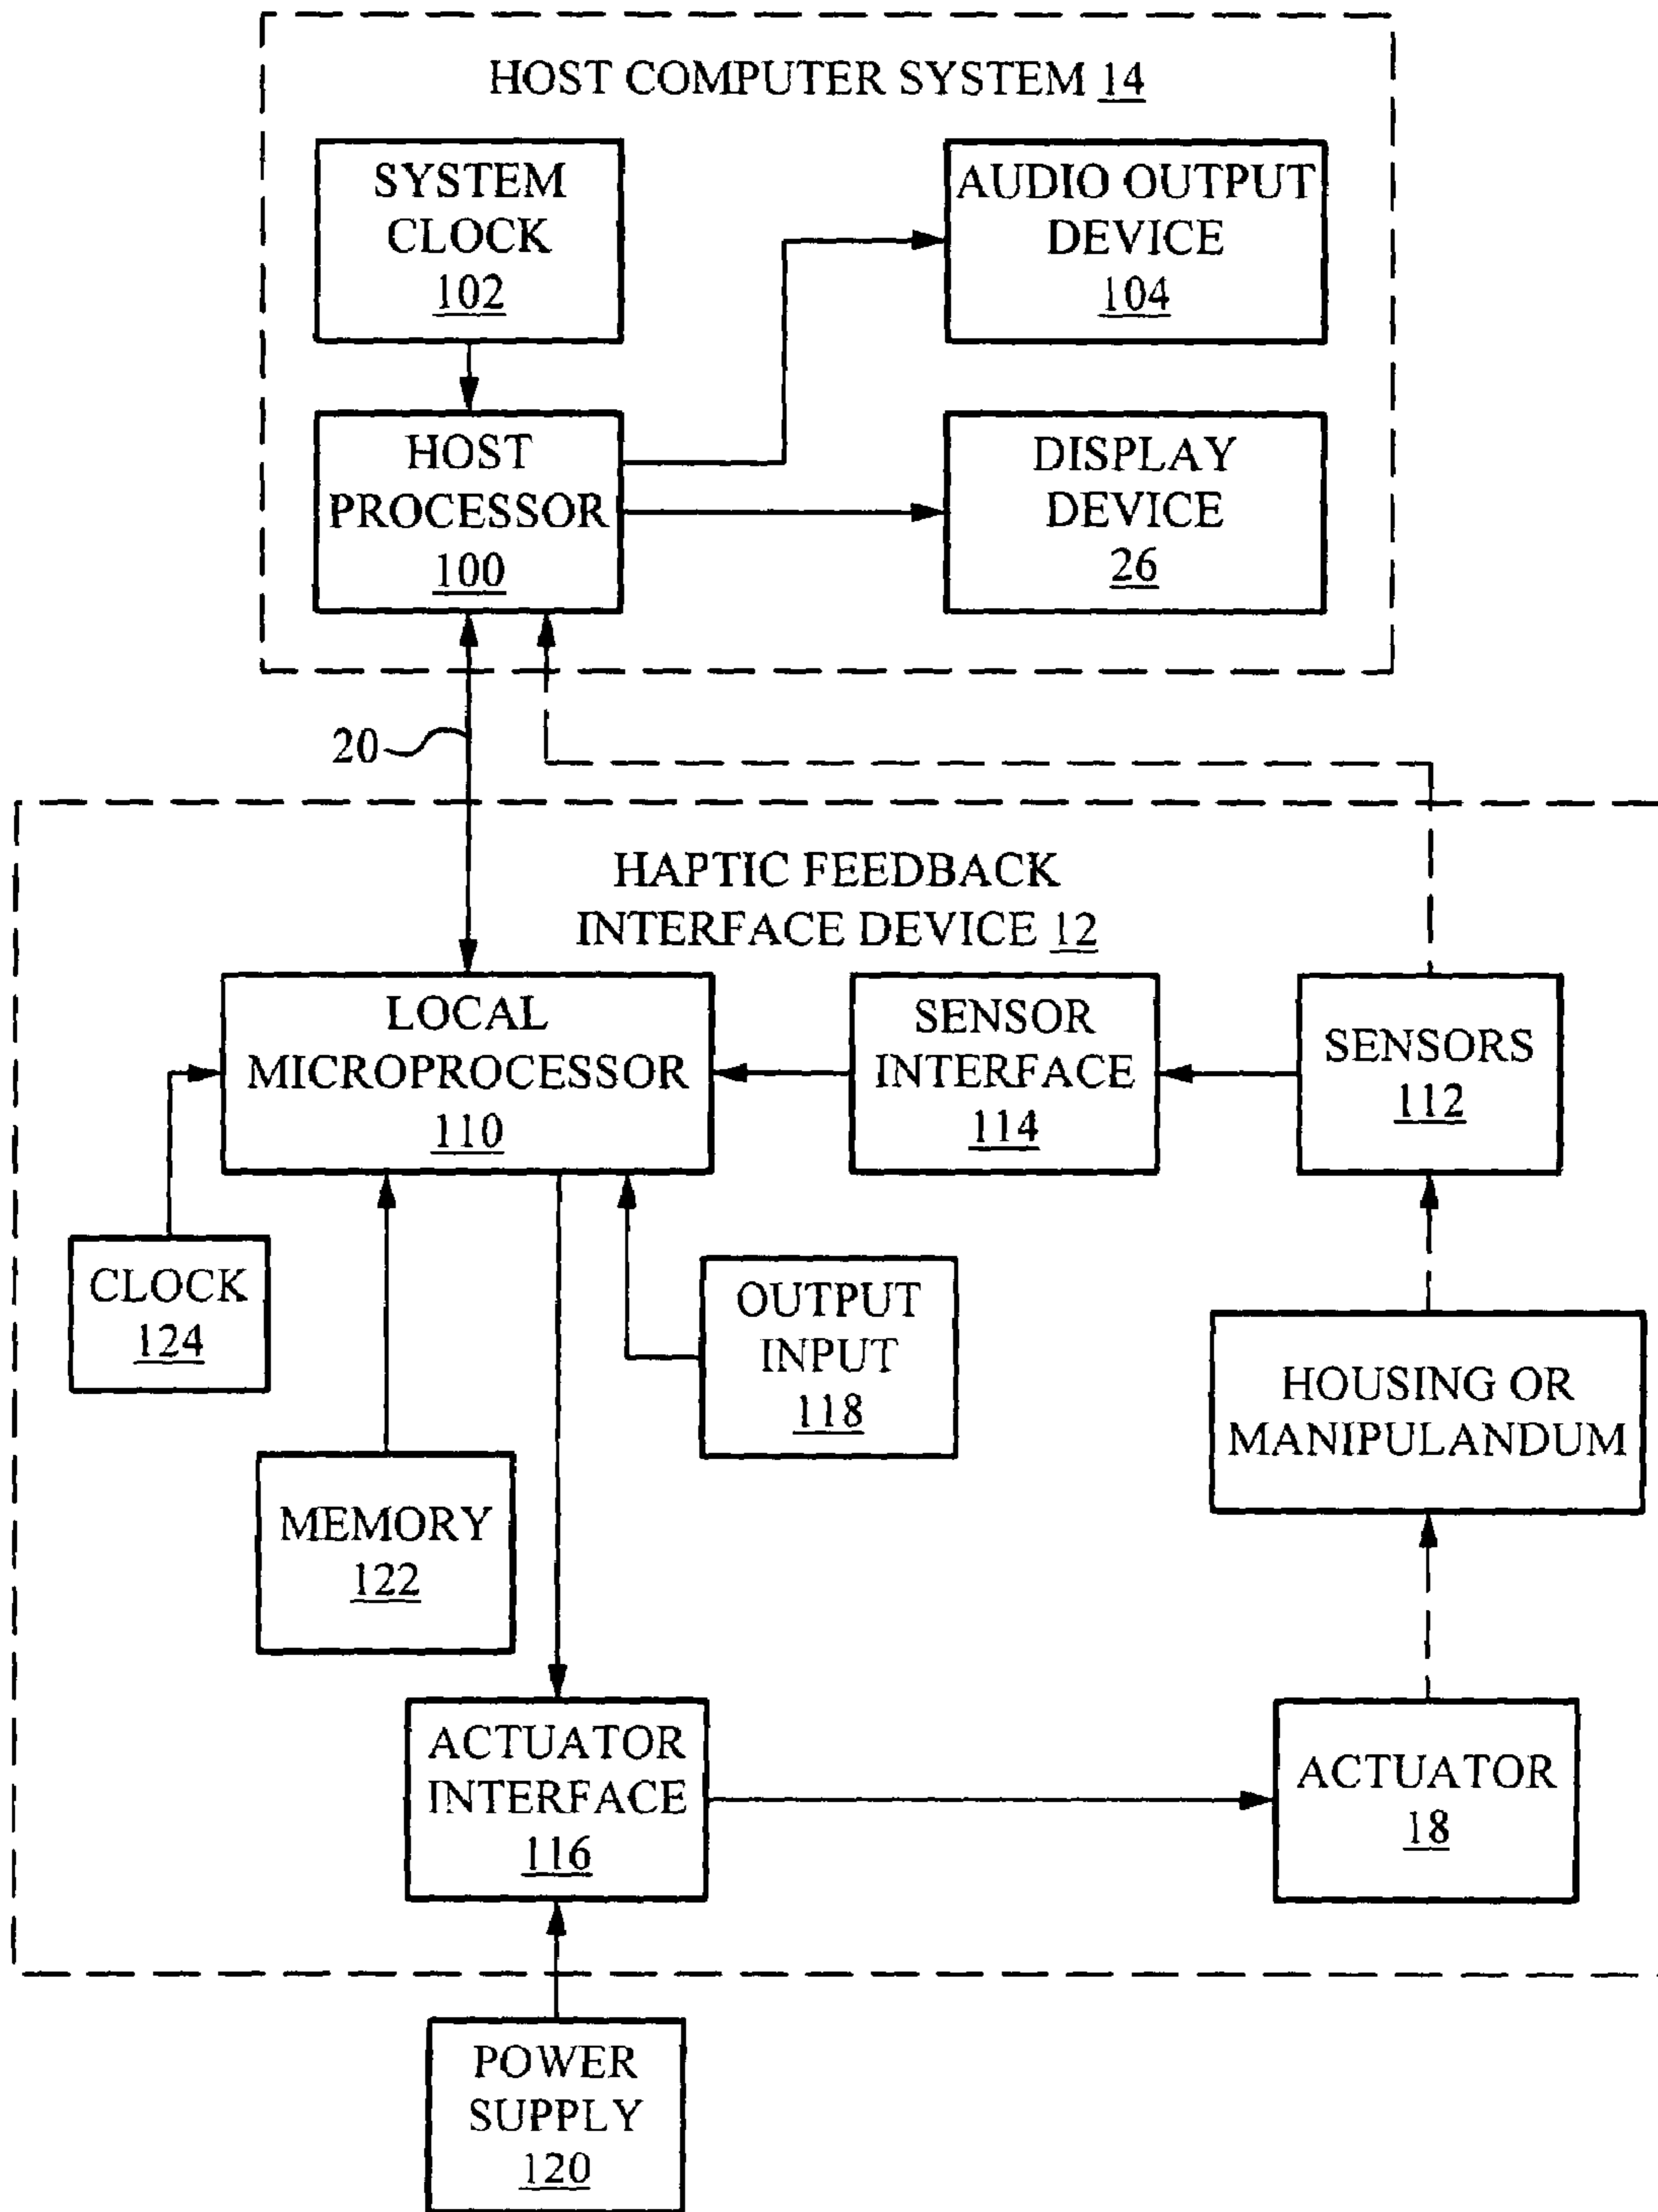 HOST COMPUTER SYSTEM 14
SYSTEM
CLOCK
102
AUDIO OUTPUT
DEVICE
104
HOST
PROCESSOR
100
DISPLAY
DEVICE
26
20
HAPTIC FEEDBACK
INTERFACE DEVICE 12
LOCAL
MICROPROCESSOR
110
SENSOR
INTERFACE
114
SENSORS
112
CLOCK
124
OUTPUT
INPUT
118
HOUSING OR
MANIPULANDUM
MEMORY
122
ACTUATOR
INTERFACE
116
ACTUATOR
18
POWER
SUPPLY
120